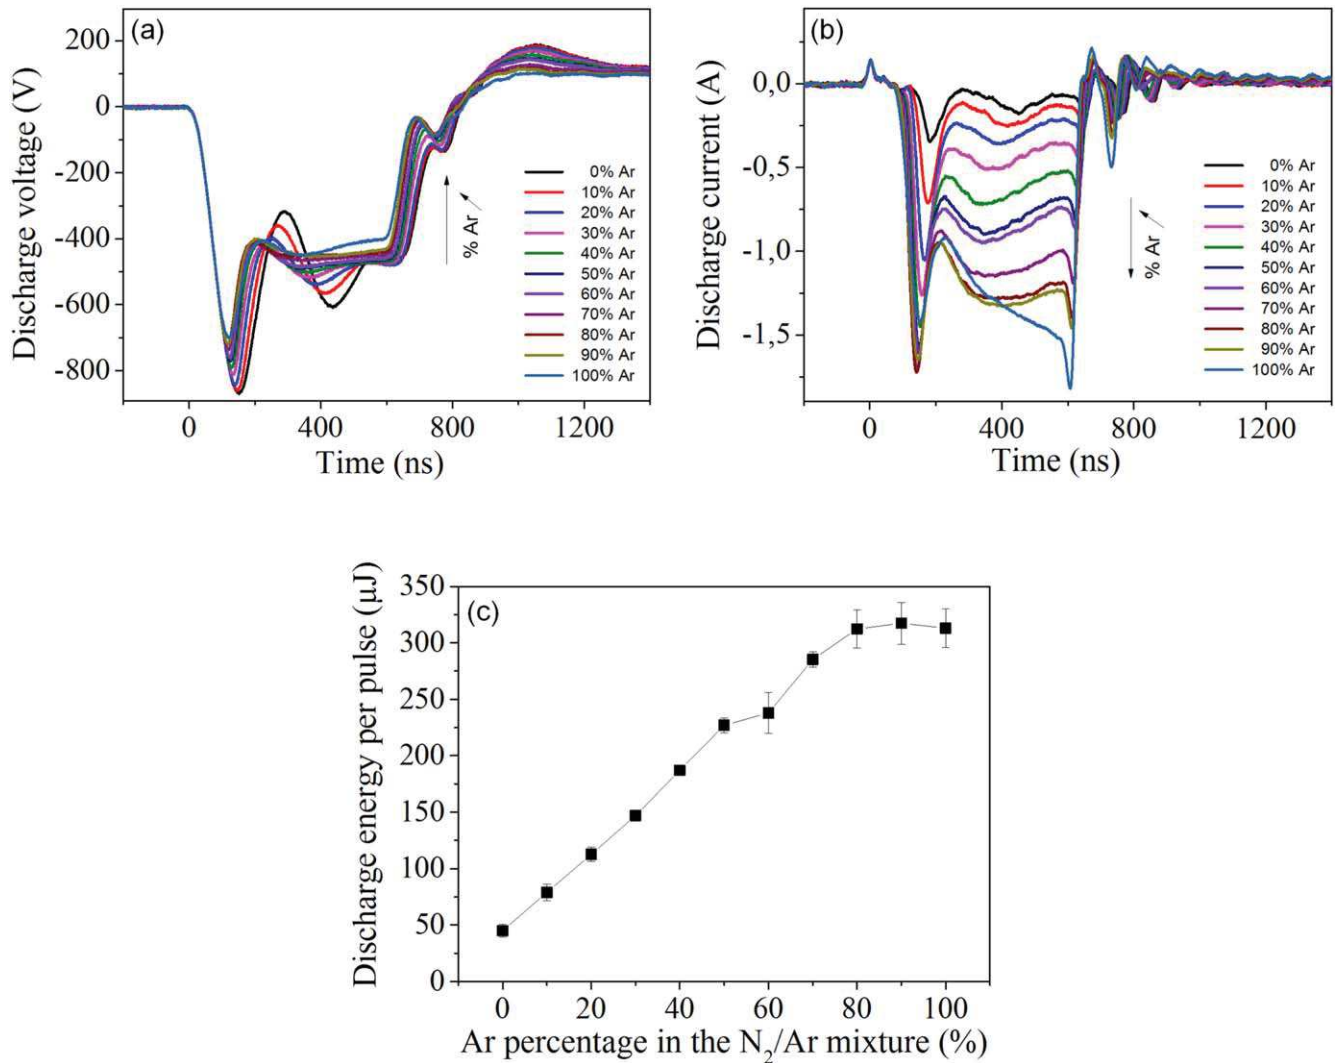 (a)
Discharge voltage (V)
200
0
-200
-400
-600
-800
0% Ar
10% Ar
20% Ar
30% Ar
40% Ar
50% Ar
60% Ar
70% Ar
80% Ar
90% Ar
100% Ar
% Ar
0
400
800
1200
Time (ns)
(b)
Discharge current (A)
0,0
-0,5
-1,0
-1,5
0% Ar
10% Ar
20% Ar
30% Ar
40% Ar
50% Ar
60% Ar
70% Ar
80% Ar
90% Ar
100% Ar
% Ar
0
400
800
1200
Time (ns)
(c)
Discharge energy per pulse (µJ)
350
300
250
200
150
100
50
0
0
20
40
60
80
100
Ar percentage in the N₂/Ar mixture (%)